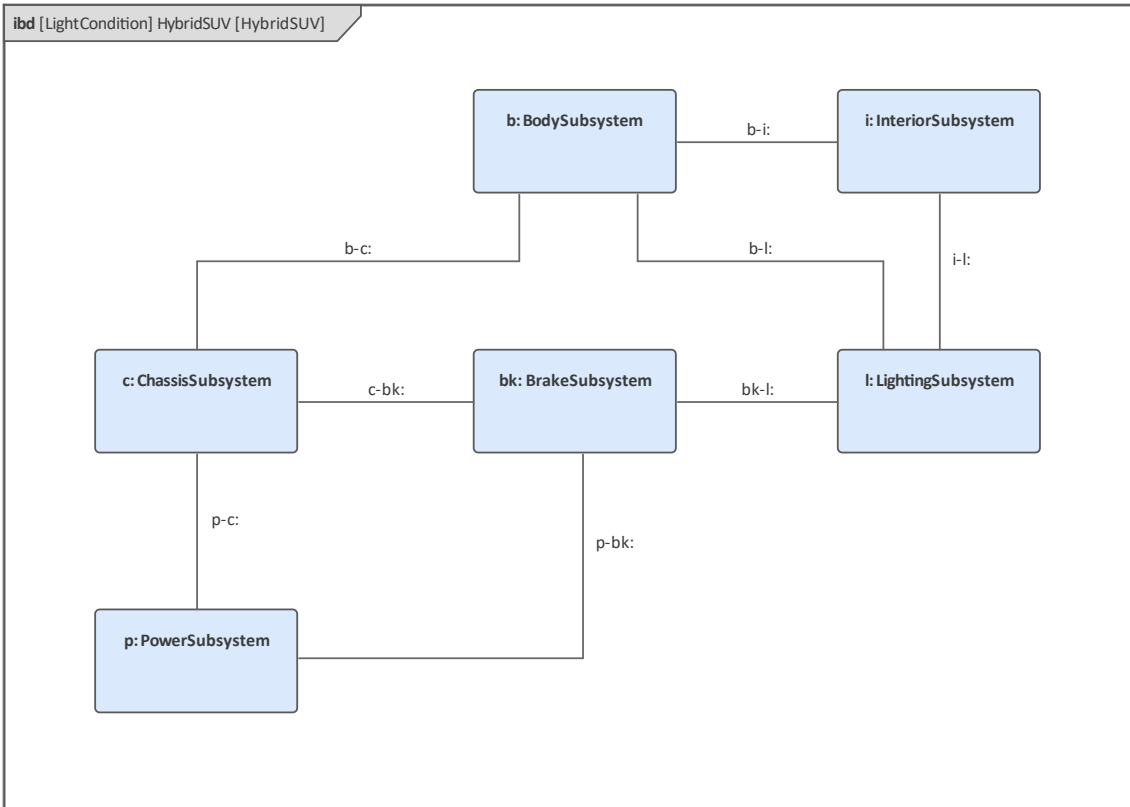 ibd [LightCondition] HybridSUV [HybridSUV]
b: BodySubsystem
b-i:
i: InteriorSubsystem
b-c:
b-l:
i-l:
c: ChassisSubsystem
c-bk:
bk: BrakeSubsystem
bk-l:
l: LightingSubsystem
p-c:
p-bk:
p: PowerSubsystem